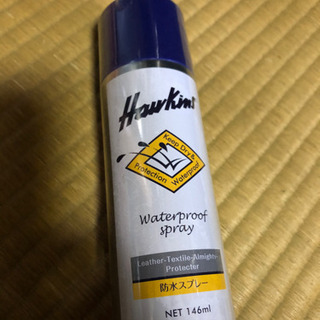 Hawkins
Keep Dry &
Protection
Waterproof
Waterproof
spray
Leather-Textile-Almighty-
Protecter
防水スプレー
NET 146ml